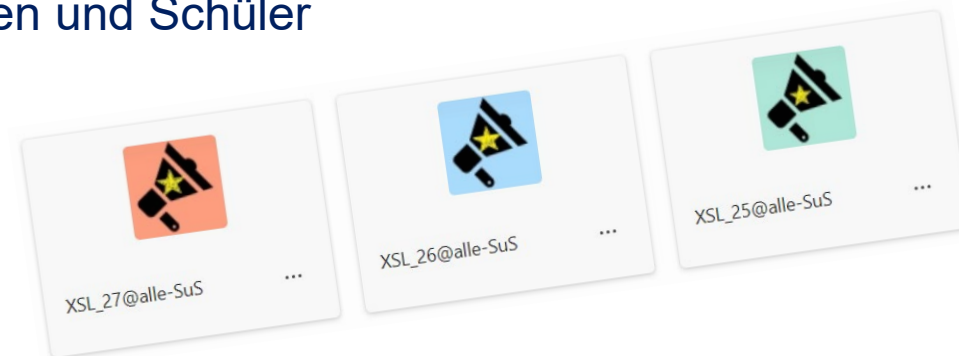 en und Schüler
XSL_27@alle-SuS ...
XSL_26@alle-SuS ...
XSL_25@alle-SuS ...